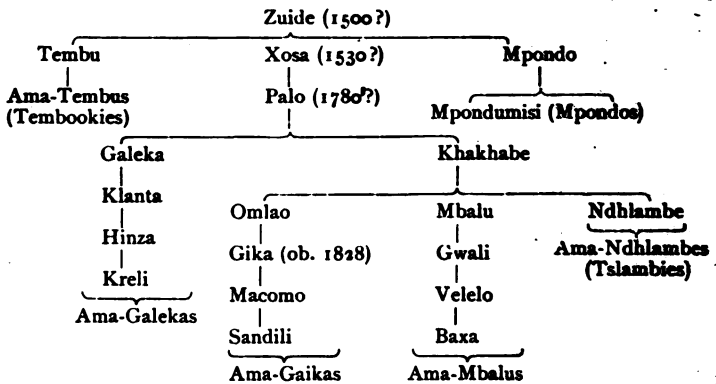 Zuide (1500?)
Tembu Xosa (1530?) Mpondo
Ama-Tembus Palo (1780?) Mpondumisi (Mpondos)
(Tembookies)
Galeka Khakhabe
Klanta
Omlao Mbalu Ndhlambe
Hinza
Gika (ob. 1828) Gwali Ama-Ndhlambes
(Tslambies)
Kreli
Macomo Velelo
Ama-Galekas
Sandili Baxa
Ama-Gaikas Ama-Mbalus